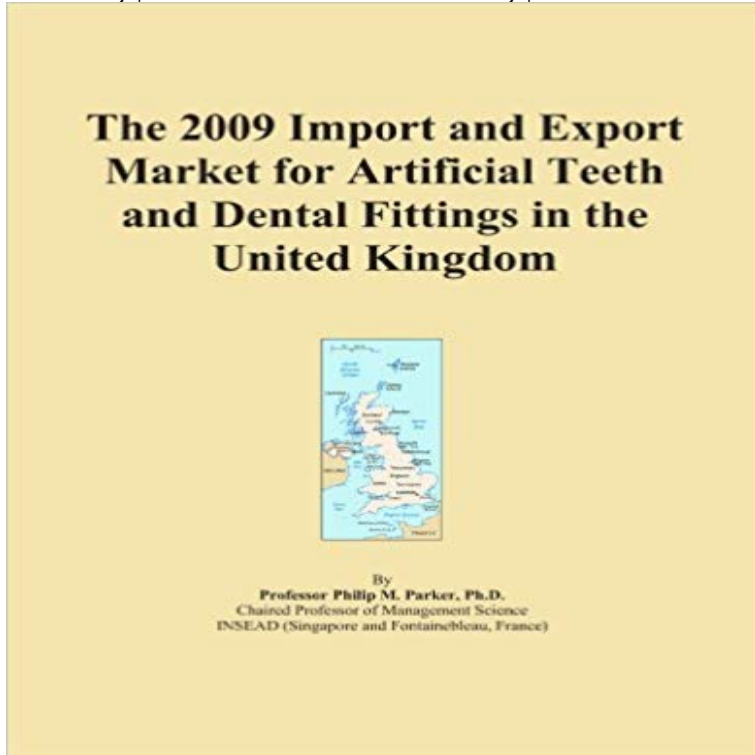 The 2009 Import and Export
Market for Artificial Teeth
and Dental Fittings in the
United Kingdom
By
Professor Philip M. Parker, Ph.D.
Chaired Professor of Management Science
INSEAD (Singapore and Fontainebleau, France)